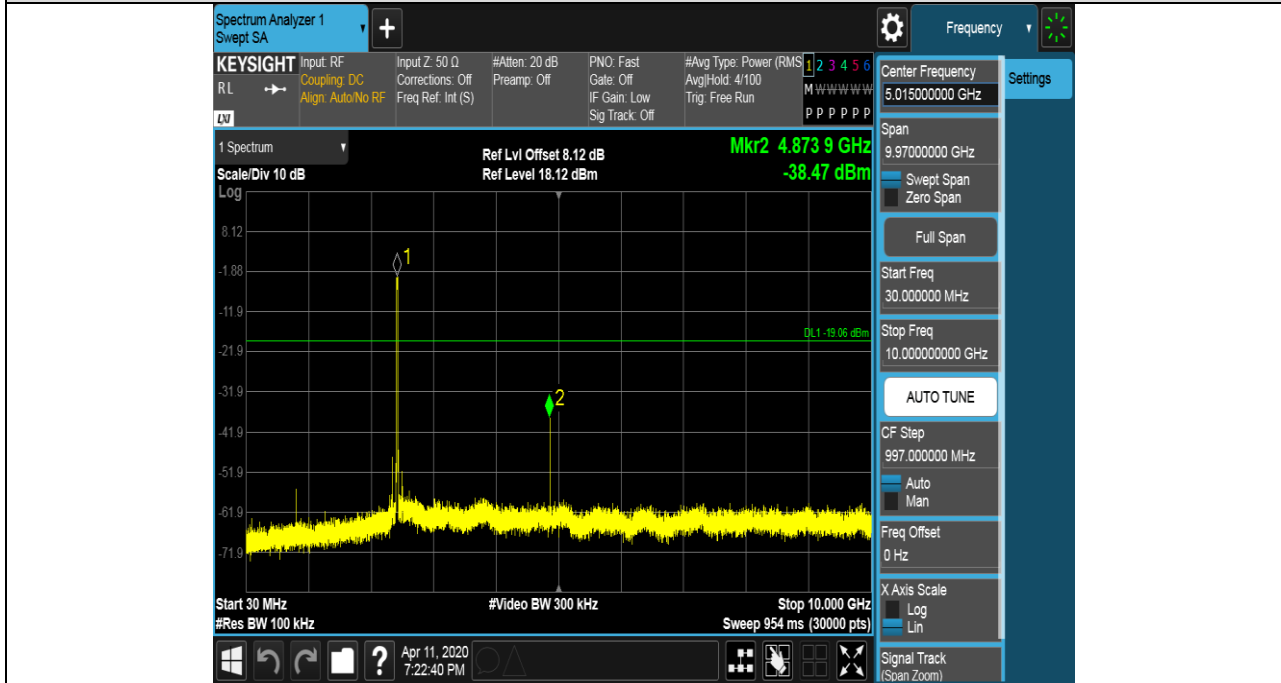 Spectrum Analyzer 1
Swept SA
+
Frequency
KEYSIGHT
RL
LXI
Input: RF
Coupling: DC
Align: Auto/No RF
Input Z: 50 Ω
Corrections: Off
Freq Ref: Int (S)
#Atten: 20 dB
Preamp: Off
PNO: Fast
Gate: Off
IF Gain: Low
Sig Track: Off
#Avg Type: Power (RMS
Avg|Hold: 4/100
Trig: Free Run
1 2 3 4 5 6
M W W W W W
P P P P P P
1 Spectrum
Scale/Div 10 dB
Log
Ref Lvl Offset 8.12 dB
Ref Level 18.12 dBm
Mkr2 4.873 9 GHz
-38.47 dBm
8.12
-1.88
-11.9
-21.9
-31.9
-41.9
-51.9
-61.9
-71.9
1
DL1 -19.06 dBm
2
Start 30 MHz
#Res BW 100 kHz
#Video BW 300 kHz
Stop 10.000 GHz
Sweep 954 ms (30000 pts)
?
Apr 11, 2020
7:22:40 PM
Center Frequency
5.015000000 GHz
Settings
Span
9.97000000 GHz
Swept Span
Zero Span
Full Span
Start Freq
30.000000 MHz
Stop Freq
10.000000000 GHz
AUTO TUNE
CF Step
997.000000 MHz
Auto
Man
Freq Offset
0 Hz
X Axis Scale
Log
Lin
Signal Track
(Span Zoom)